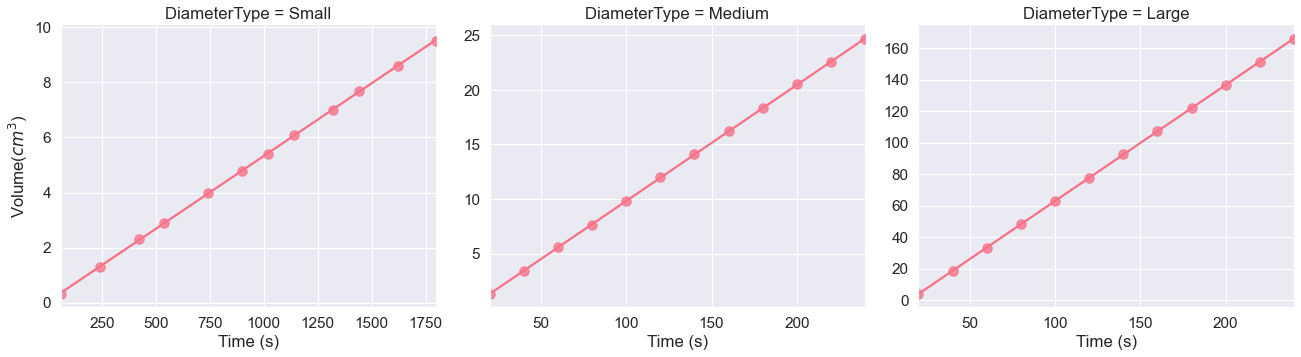 DiameterType = Small
DiameterType = Medium
DiameterType = Large
Volume(cm³)
10
8
6
4
2
0
250 500 750 1000 1250 1500 1750
Time (s)
25
20
15
10
5
50 100 150 200
Time (s)
160
140
120
100
80
60
40
20
0
50 100 150 200
Time (s)